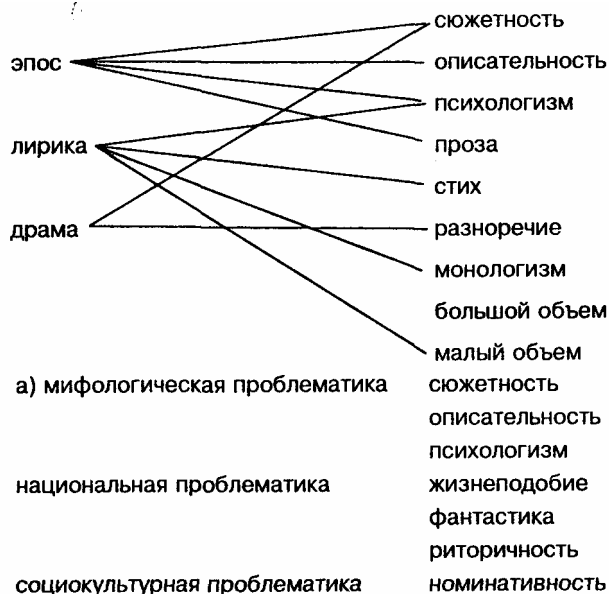 сюжетность
эпос описательность
психологизм
лирика проза
стих
драма разноречие
монологизм
большой объем
малый объем
а) мифологическая проблематика сюжетность
описательность
психологизм
национальная проблематика жизнеподобие
фантастика
риторичность
социокультурная проблематика номинативность